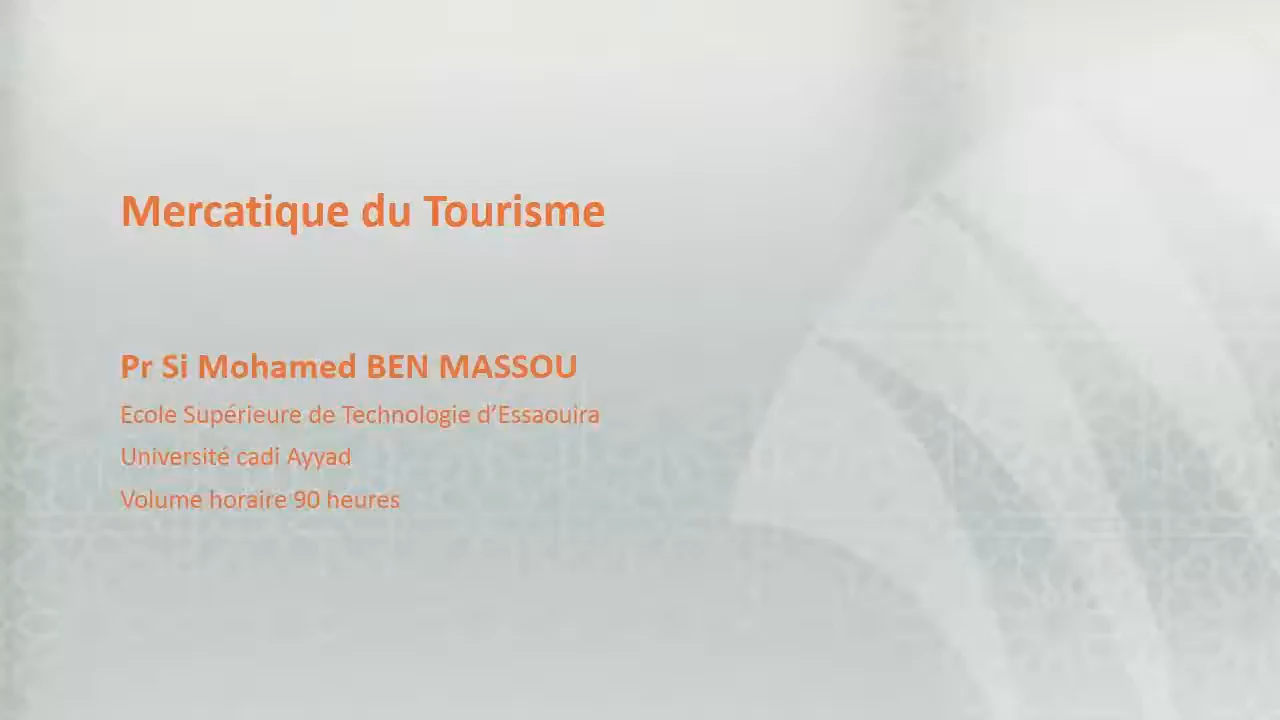 Mercatique du Tourisme
Pr Si Mohamed BEN MASSOU
Ecole Supérieure de Technologie d’Essaouira
Université cadi Ayyad
Volume horaire 90 heures